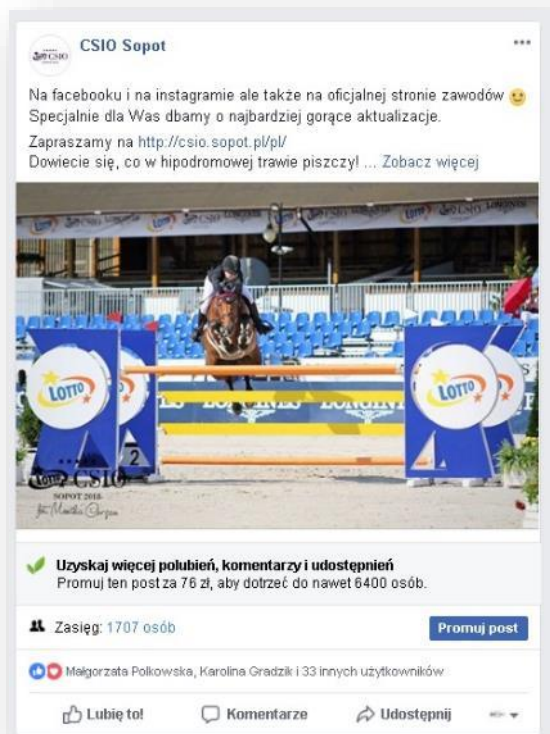 CSIO Sopot
Na facebooku i na instagramie ale także na oficjalnej stronie zawodów
Specjalnie dla Was dbamy o najbardziej gorące aktualizacje.
Zapraszamy na http://csio.sopot.pl/pl/
Dowiecie się, co w hipodromowej trawie piszczy! ... Zobacz więcej
LOTTO
LOTTO
LONGINES
LONGINES
2
LOTTO CSIO
SOPOT 2018
Uzyskaj więcej polubień, komentarzy i udostępnień
Promuj ten post za 76 zł, aby dotrzeć do nawet 6400 osób.
Zasięg: 1707 osób
Promuj post
Małgorzata Polkowska, Karolina Gradzik i 33 innych użytkowników
Lubię to! Komentarze Udostępnij